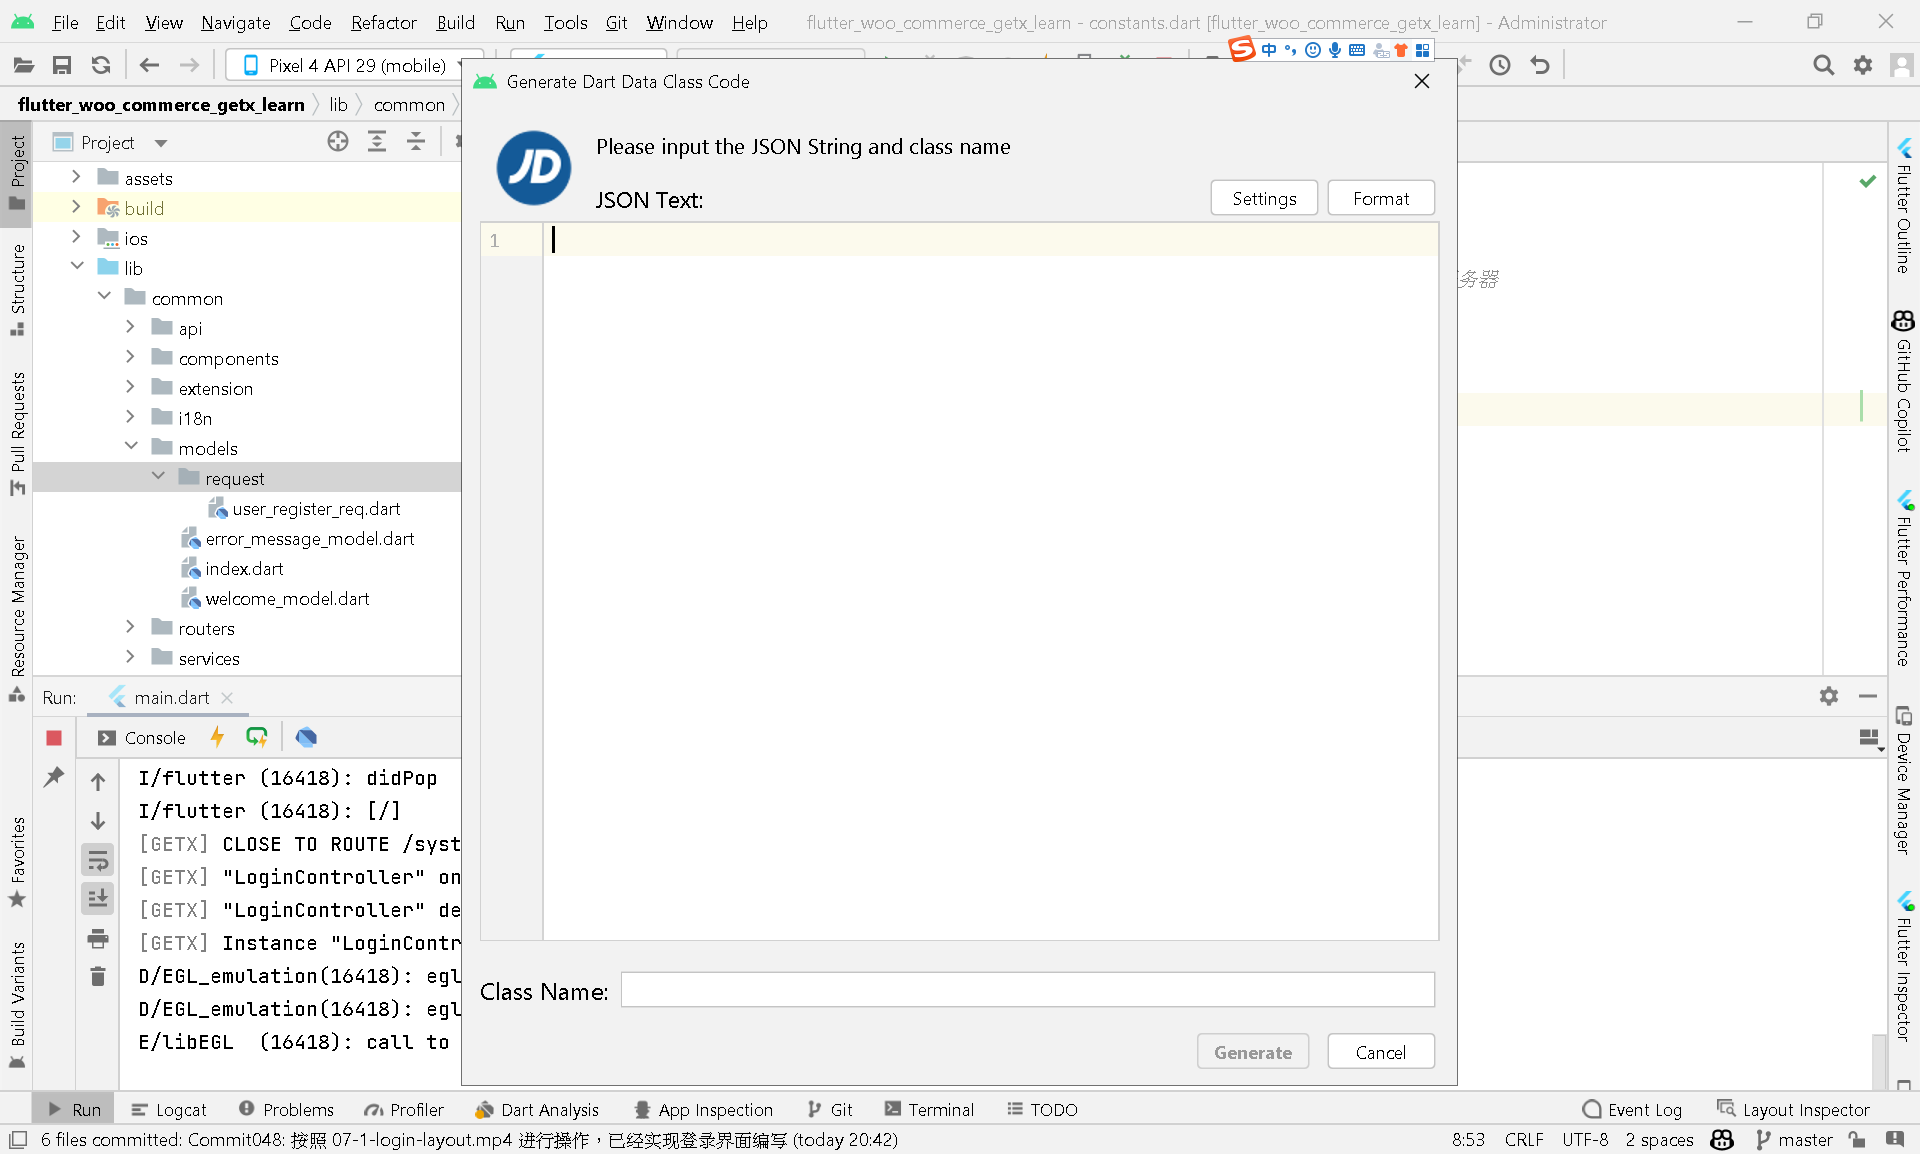 File Edit View Navigate Code Refactor Build Run Tools Git Window Help flutter_woo_commerce_getx_learn - constants.dart [flutter_woo_commerce_getx_learn] - Administrator
Pixel 4 API 29 (mobile)
中
flutter_woo_commerce_getx_learn lib common
Generate Dart Data Class Code
Project
Please input the JSON String and class name
JSON Text:
Settings Format
1
assets
build
ios
lib
common
api
components
extension
i18n
models
request
user_register_req.dart
error_message_model.dart
index.dart
welcome_model.dart
routers
services
务器
Class Name:
Generate Cancel
Run: main.dart
Console
I/flutter (16418): didPop
I/flutter (16418): [/]
[GETX] CLOSE TO ROUTE /syst
[GETX] "LoginController" on
[GETX] "LoginController" de
[GETX] Instance "LoginContr
D/EGL_emulation(16418): egl
D/EGL_emulation(16418): egl
E/libEGL  (16418): call to
Project
Structure
Pull Requests
Resource Manager
Favorites
Build Variants
Flutter Outline
GitHub Copilot
Flutter Performance
Device Manager
Flutter Inspector
Run Logcat Problems Profiler Dart Analysis App Inspection Git Terminal TODO Event Log Layout Inspector
6 files committed: Commit048: 按照 07-1-login-layout.mp4 进行操作，已经实现登录界面编写 (today 20:42) 8:53 CRLF UTF-8 2 spaces master